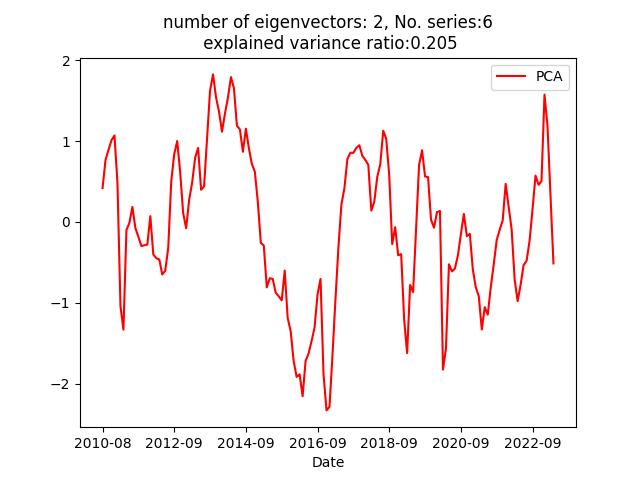 number of eigenvectors: 2, No. series:6
explained variance ratio:0.205
PCA
2
1
0
−1
−2
2010-08 2012-09 2014-09 2016-09 2018-09 2020-09 2022-09
Date